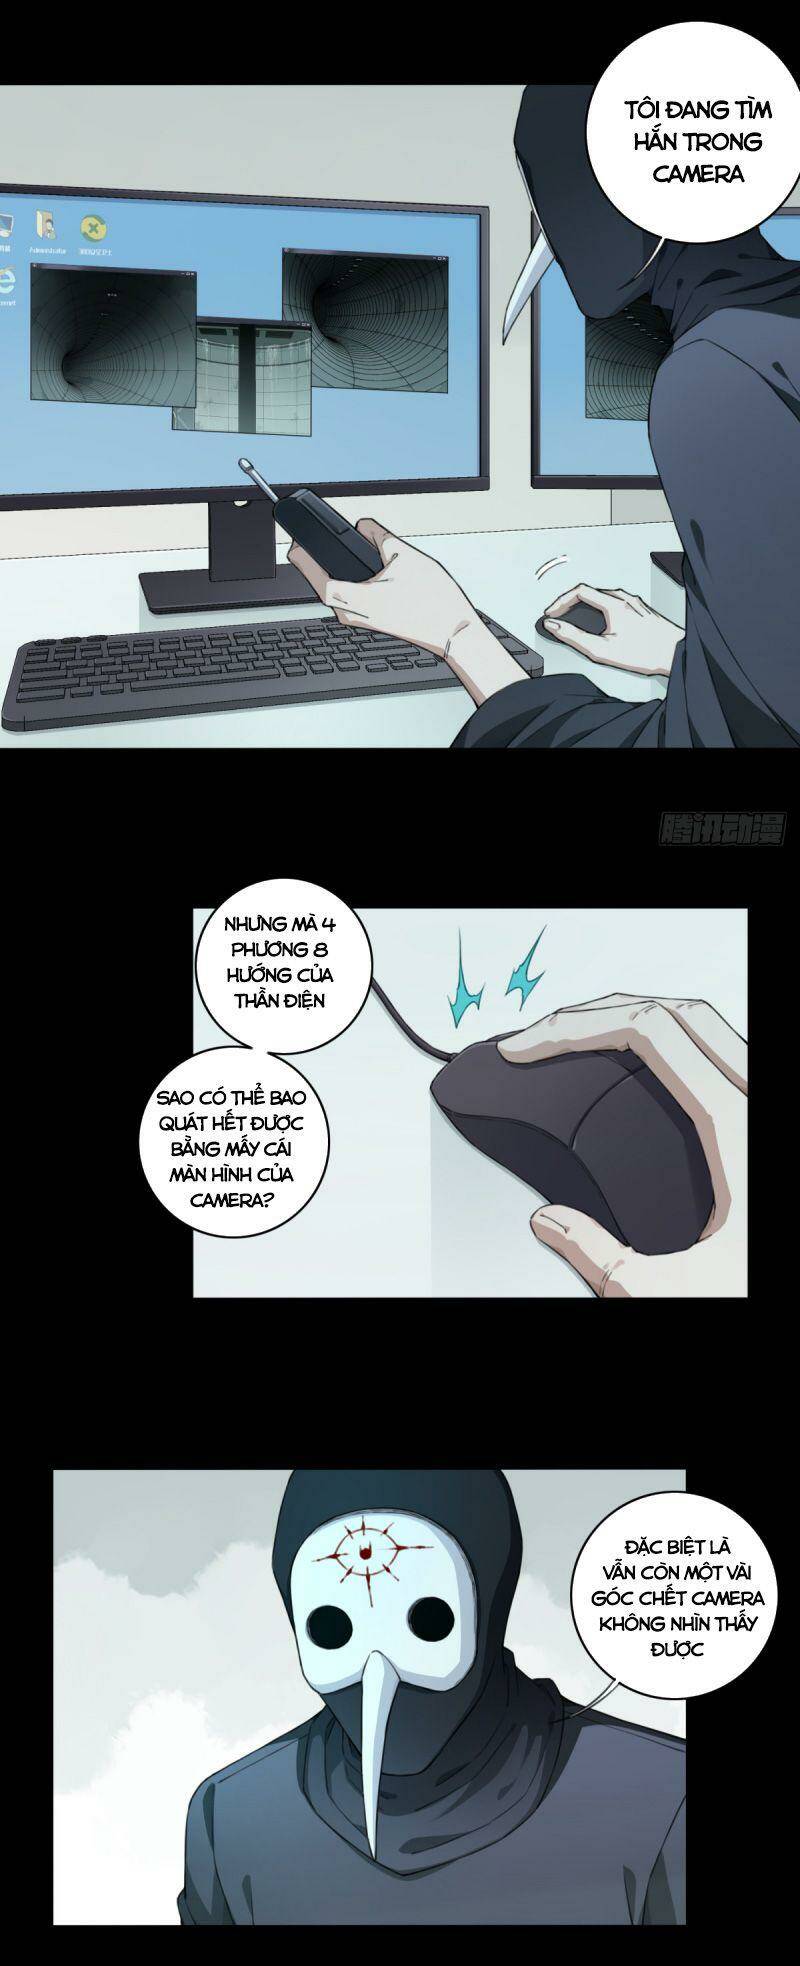 TÔI ĐANG TÌM
HẮN TRONG
CAMERA
Administrator
腾讯动漫
NHƯNG MÀ 4
PHƯƠNG 8
HƯỚNG CỦA
THẦN ĐIỆN
SAO CÓ THỂ BAO
QUÁT HẾT ĐƯỢC
BẰNG MẤY CÁI
MÀN HÌNH CỦA
CAMERA?
ĐẶC BIỆT LÀ
VẪN CÒN MỘT VÀI
GÓC CHẾT CAMERA
KHÔNG NHÌN THẤY
ĐƯỢC